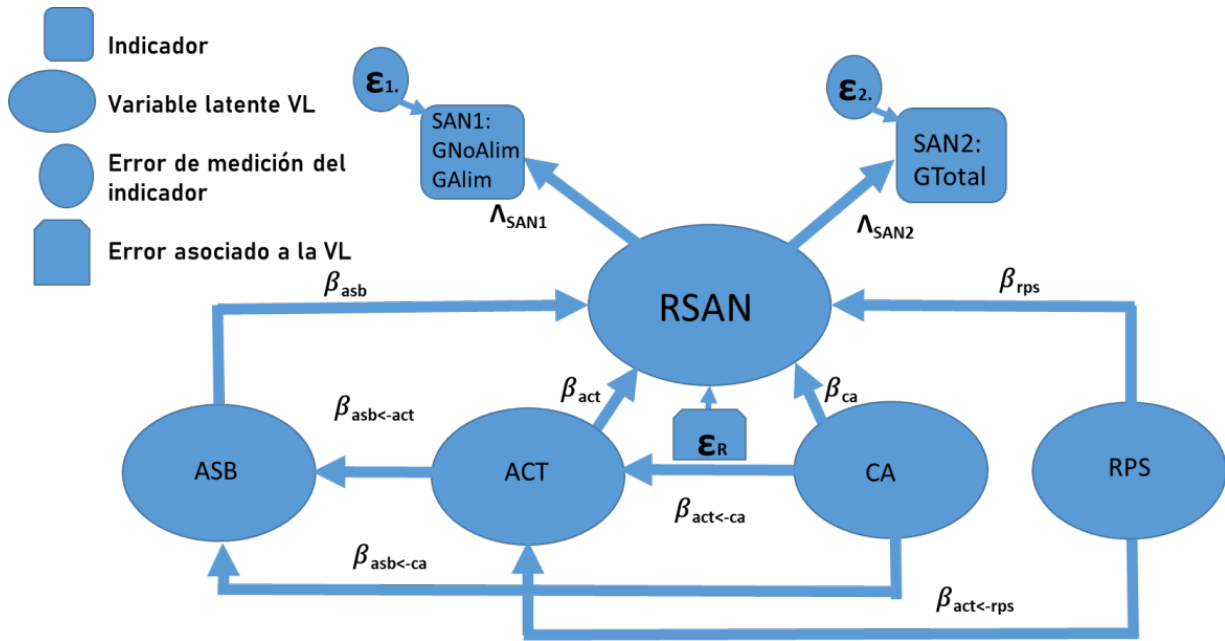 Indicador
Variable latente VL
Error de medición del
indicador
Error asociado a la VL
ε1.
SAN1:
GNoAlim
GAlim
ε2.
SAN2:
GTotal
ΛSAN1
ΛSAN2
βasb
βrps
RSAN
βact
βca
βasb<-act
εR
ASB
ACT
CA
RPS
βact<-ca
βasb<-ca
βact<-rps